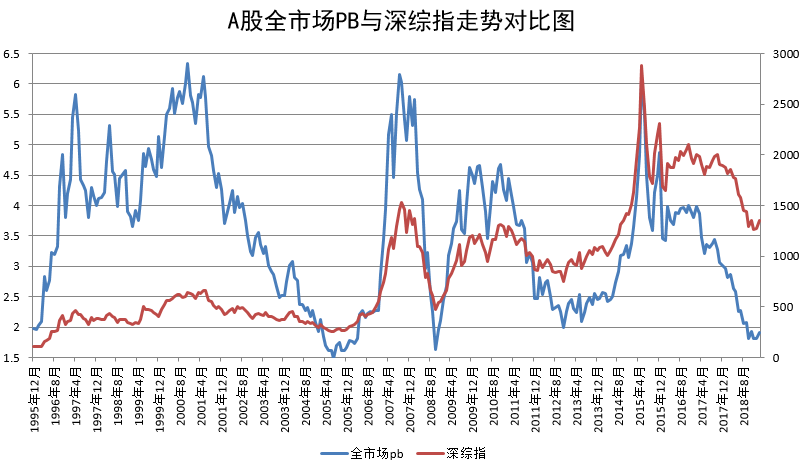 A股全市场PB与深综指走势对比图
6.5
6
5.5
5
4.5
4
3.5
3
2.5
2
1.5
3000
2500
2000
1500
1000
500
0
1995年12月
1996年8月
1997年4月
1997年12月
1998年8月
1999年4月
1999年12月
2000年8月
2001年4月
2001年12月
2002年8月
2003年4月
2003年12月
2004年8月
2005年4月
2005年12月
2006年8月
2007年4月
2007年12月
2008年8月
2009年4月
2009年12月
2010年8月
2011年4月
2011年12月
2012年8月
2013年4月
2013年12月
2014年8月
2015年4月
2015年12月
2016年8月
2017年4月
2017年12月
2018年8月
全市场pb
深综指